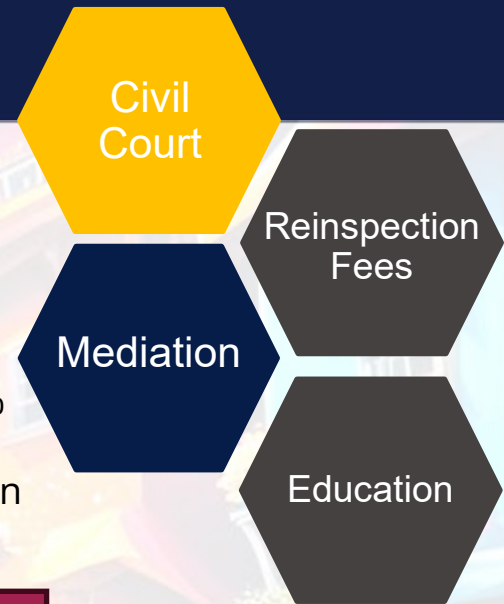 Civil
Court
Reinspection
Fees
Mediation
Education